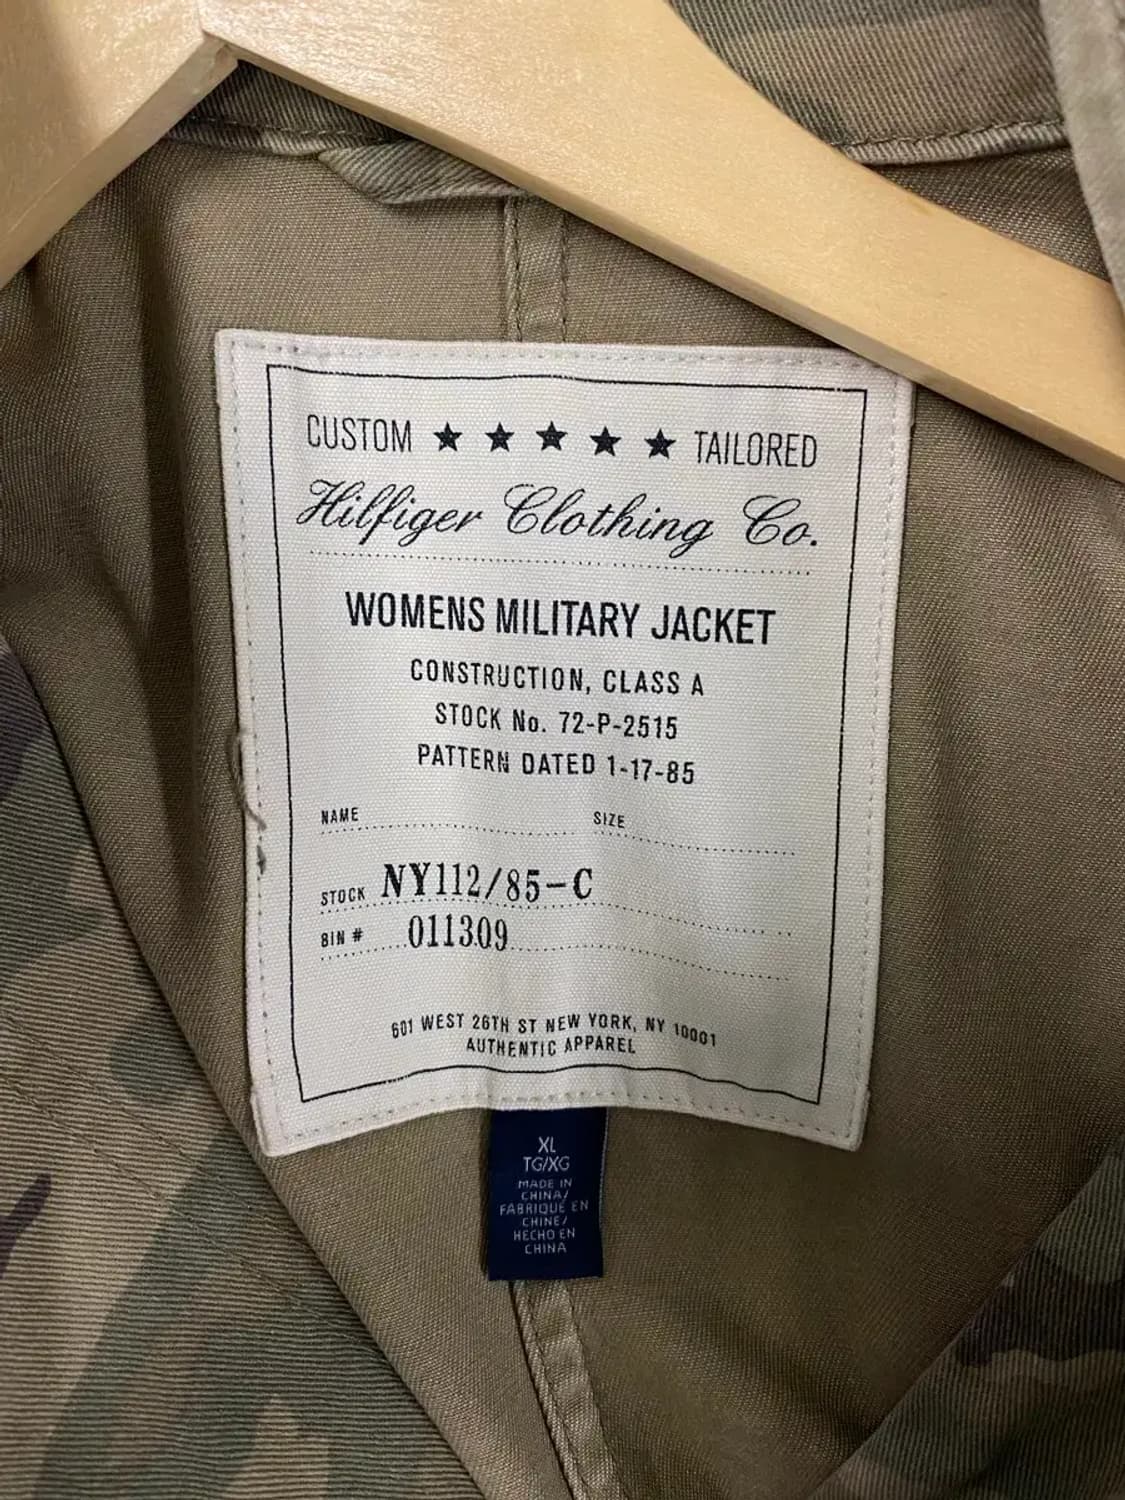 CUSTOM ★ ★ ★ ★ ★ TAILORED
Hilfiger Clothing Co.
WOMENS MILITARY JACKET
CONSTRUCTION, CLASS A
STOCK No. 72-P-2515
PATTERN DATED 1-17-85
NAME SIZE
STOCK NY112/85-C
BIN # 011309
601 WEST 26TH ST NEW YORK, NY 10001
AUTHENTIC APPAREL
XL
TG/XG
MADE IN
CHINA/
FABRIQUÉ EN
CHINE/
HECHO EN
CHINA